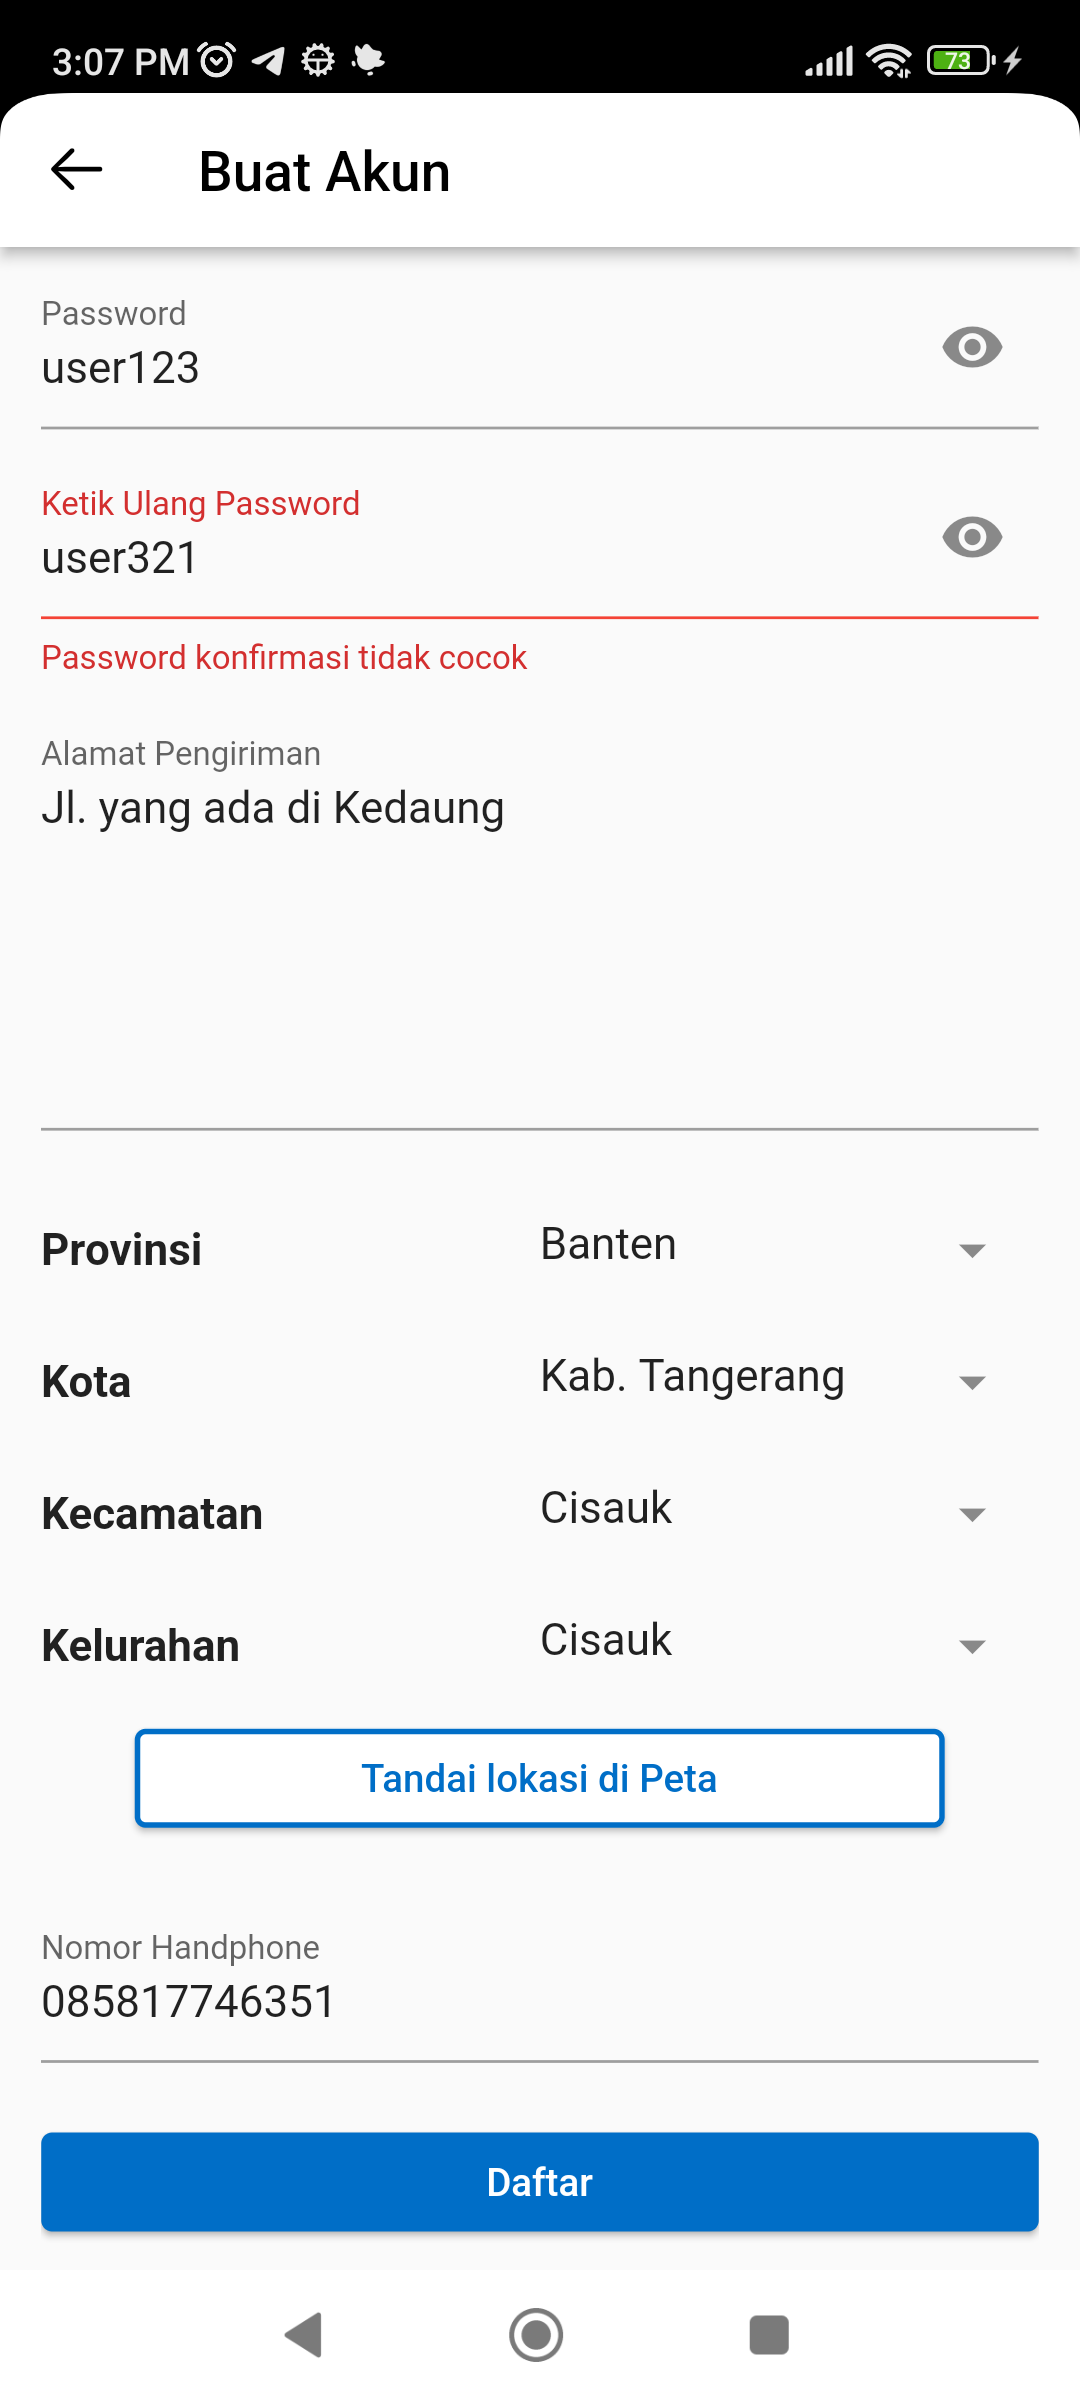 3:07 PM
73
Buat Akun
Password
user123
Ketik Ulang Password
user321
Password konfirmasi tidak cocok
Alamat Pengiriman
Jl. yang ada di Kedaung
Provinsi Banten
Kota Kab. Tangerang
Kecamatan Cisauk
Kelurahan Cisauk
Tandai lokasi di Peta
Nomor Handphone
085817746351
Daftar